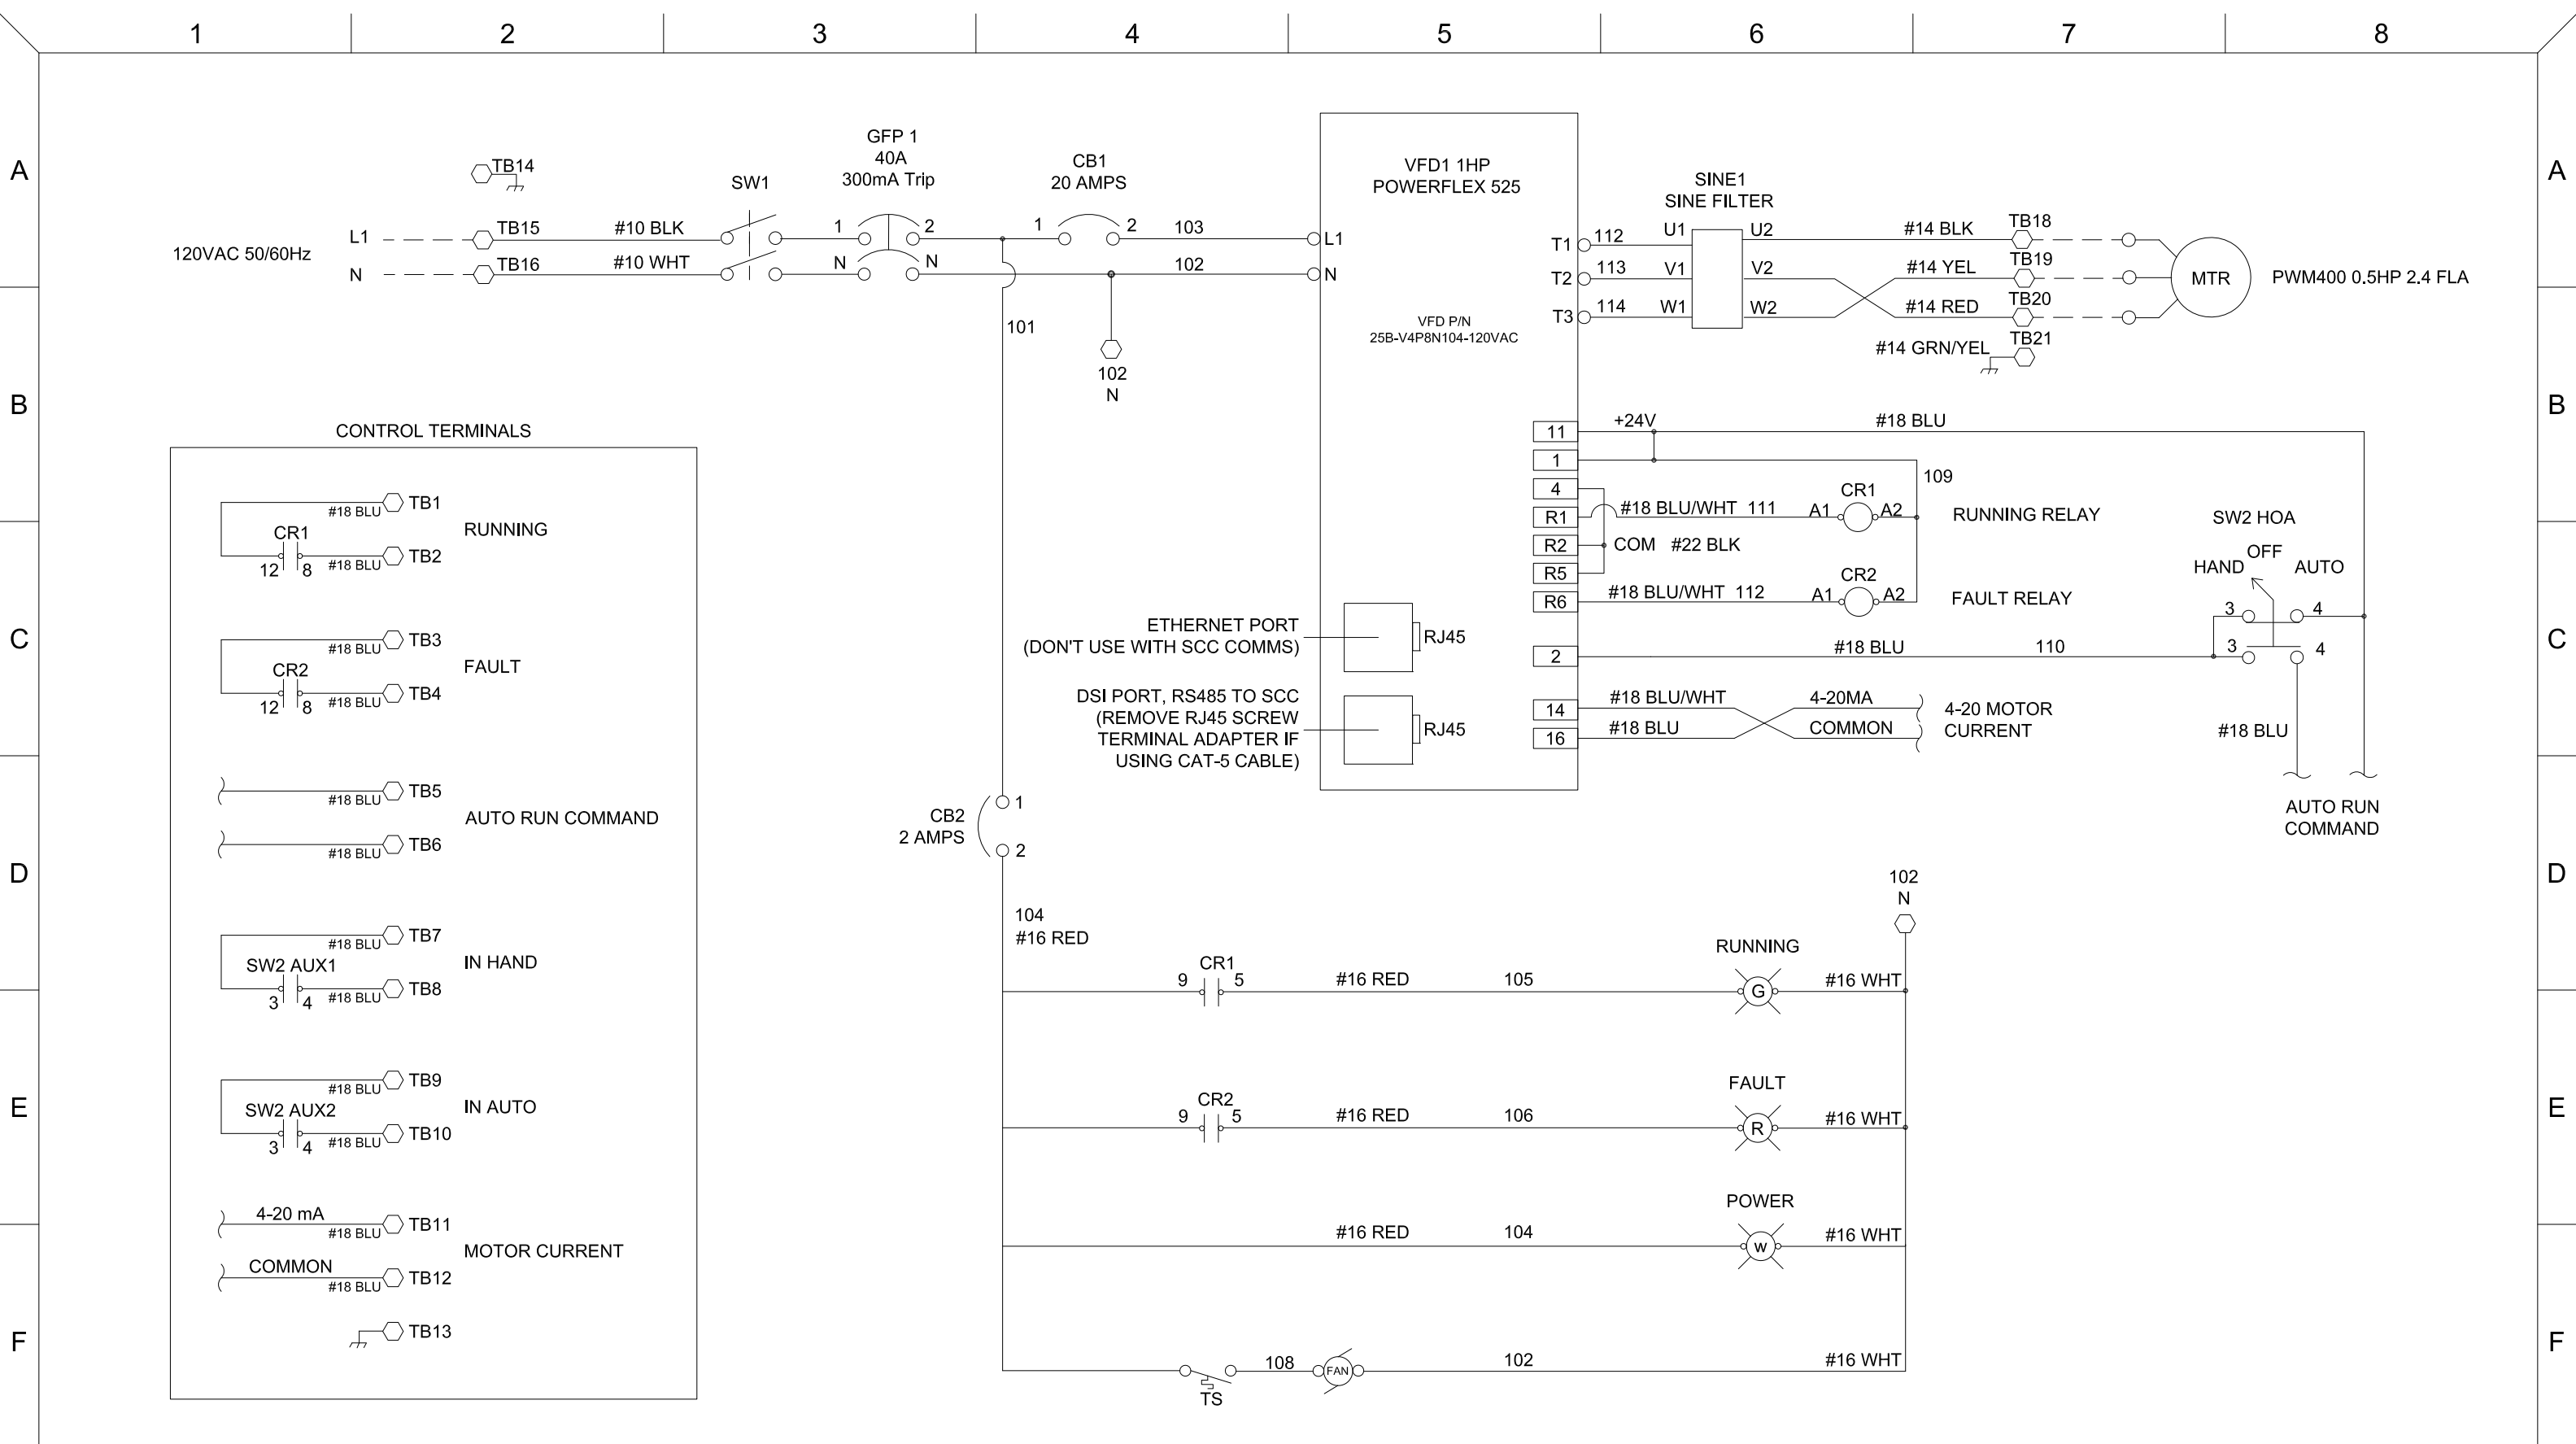 1 2 3 4 5 6 7 8
A
A
B
B
C
C
D
D
E
E
F
F
120VAC 50/60Hz
L1
N
TB14
TB15
TB16
#10 BLK
#10 WHT
SW1
GFP 1
40A
300mA Trip
1
2
N
N
CB1
20 AMPS
1
2
103
102
101
102
N
L1
N
VFD1 1HP
POWERFLEX 525
VFD P/N
25B-V4P8N104-120VAC
T1
T2
T3
112
113
114
SINE1
SINE FILTER
U1
V1
W1
U2
V2
W2
#14 BLK
#14 YEL
#14 RED
#14 GRN/YEL
TB18
TB19
TB20
TB21
MTR
PWM400 0.5HP 2.4 FLA
11
1
4
R1
R2
R5
R6
2
14
16
+24V
#18 BLU
109
#18 BLU/WHT 111
A1
CR1
A2
RUNNING RELAY
COM #22 BLK
#18 BLU/WHT 112
A1
CR2
A2
FAULT RELAY
#18 BLU
110
SW2 HOA
OFF
HAND
AUTO
3
4
3
4
#18 BLU
AUTO RUN
COMMAND
#18 BLU/WHT
#18 BLU
4-20MA
COMMON
4-20 MOTOR
CURRENT
ETHERNET PORT
(DON'T USE WITH SCC COMMS)
RJ45
DSI PORT, RS485 TO SCC
(REMOVE RJ45 SCREW
TERMINAL ADAPTER IF
USING CAT-5 CABLE)
RJ45
CONTROL TERMINALS
#18 BLU
TB1
RUNNING
CR1
12
8
#18 BLU
TB2
#18 BLU
TB3
FAULT
CR2
12
8
#18 BLU
TB4
#18 BLU
TB5
AUTO RUN COMMAND
#18 BLU
TB6
#18 BLU
TB7
IN HAND
SW2 AUX1
3
4
#18 BLU
TB8
#18 BLU
TB9
IN AUTO
SW2 AUX2
3
4
#18 BLU
TB10
4-20 mA
#18 BLU
TB11
MOTOR CURRENT
COMMON
#18 BLU
TB12
TB13
CB2
2 AMPS
1
2
104
#16 RED
102
N
9
CR1
5
#16 RED
105
RUNNING
G
#16 WHT
9
CR2
5
#16 RED
106
FAULT
R
#16 WHT
#16 RED
104
POWER
W
#16 WHT
TS
108
FAN
102
#16 WHT